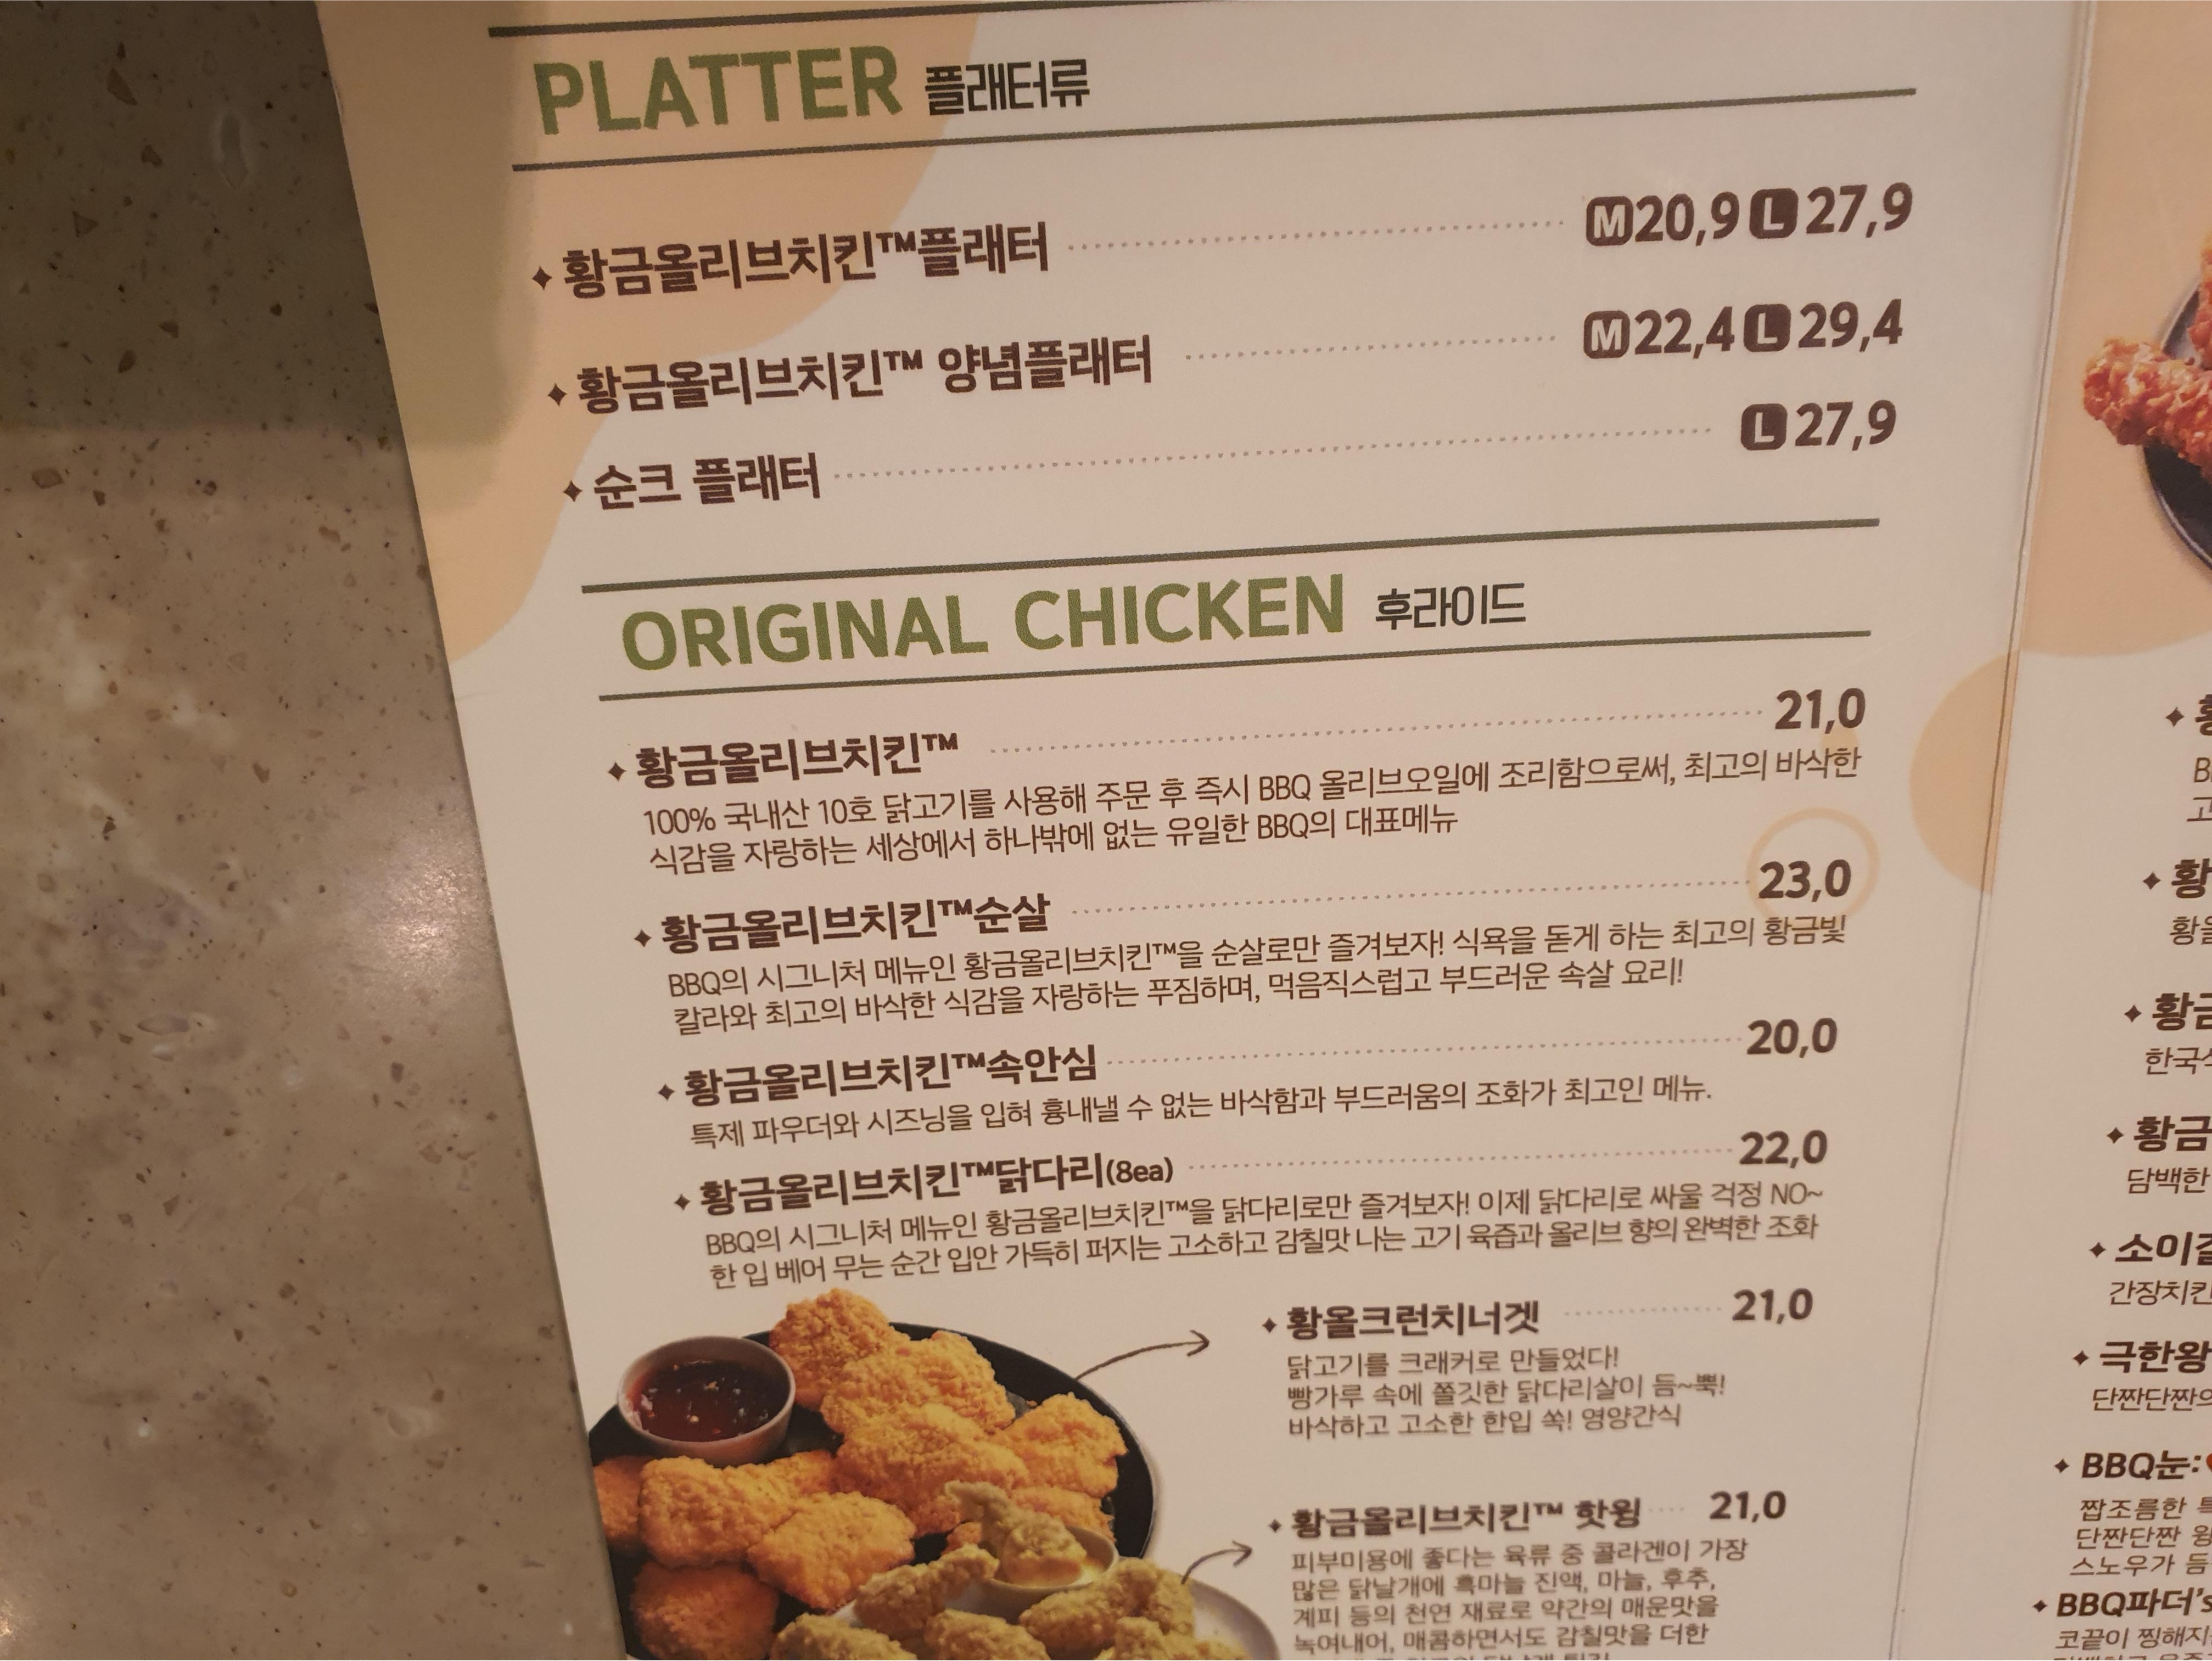 PLATTER 플래터류
황금올리브치킨™플래터 M 20,9 L 27,9
황금올리브치킨™ 양념플래터 M 22,4 L 29,4
순크 플래터 L 27,9
ORIGINAL CHICKEN 후라이드
황금올리브치킨™ 21,0
100% 국내산 10호 닭고기를 사용해 주문 후 즉시 BBQ 올리브오일에 조리함으로써, 최고의 바삭한
식감을 자랑하는 세상에서 하나밖에 없는 유일한 BBQ의 대표메뉴
황금올리브치킨™순살 23,0
BBQ의 시그니처 메뉴인 황금올리브치킨™을 순살로만 즐겨보자! 식욕을 돋게 하는 최고의 황금빛
칼라와 최고의 바삭한 식감을 자랑하는 푸짐하며, 먹음직스럽고 부드러운 속살 요리!
황금올리브치킨™속안심 20,0
특제 파우더와 시즈닝을 입혀 흉내낼 수 없는 바삭함과 부드러움의 조화가 최고인 메뉴.
황금올리브치킨™닭다리(8ea) 22,0
BBQ의 시그니처 메뉴인 황금올리브치킨™을 닭다리로만 즐겨보자! 이제 닭다리로 싸울 걱정 NO~
한 입 베어 무는 순간 입안 가득히 퍼지는 고소하고 감칠맛 나는 고기 육즙과 올리브 향의 완벽한 조화
황올크런치너겟 21,0
닭고기를 크래커로 만들었다!
빵가루 속에 쫄깃한 닭다리살이 듬~뿍!
바삭하고 고소한 한입 쏙! 영양간식
황금올리브치킨™ 핫윙 21,0
피부미용에 좋다는 육류 중 콜라겐이 가장
많은 닭날개에 흑마늘 진액, 마늘, 후추,
계피 등의 천연 재료로 약간의 매운맛을
녹여내어, 매콤하면서도 감칠맛을 더한
황금
담백한
간장치킨
극한왕
단짠단짠의
BBQ눈:
짭조름한
단짠단짠
스노우가 듬
BBQ파더's
코끝이 찡해지